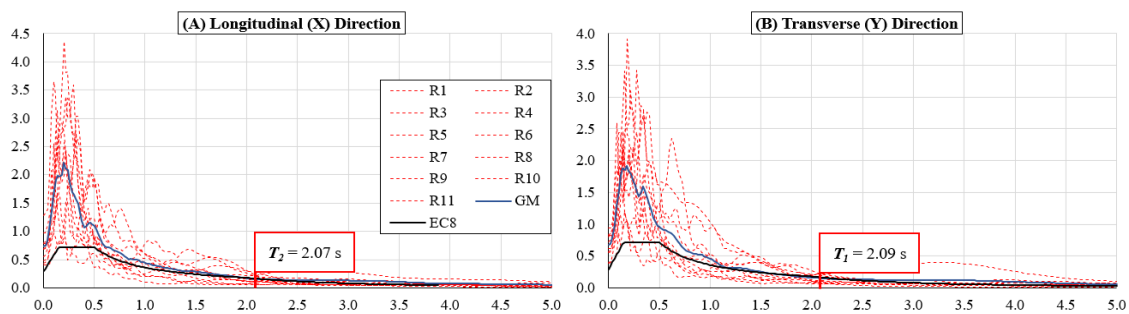 (A) Longitudinal (X) Direction
4.5
4.0
3.5
3.0
2.5
2.0
1.5
1.0
0.5
0.0
0.0 0.5 1.0 1.5 2.0 2.5 3.0 3.5 4.0 4.5 5.0
R1 R2
R3 R4
R5 R6
R7 R8
R9 R10
R11 GM
EC8
T₂ = 2.07 s
(B) Transverse (Y) Direction
4.0
3.5
3.0
2.5
2.0
1.5
1.0
0.5
0.0
0.0 0.5 1.0 1.5 2.0 2.5 3.0 3.5 4.0 4.5 5.0
T₁ = 2.09 s